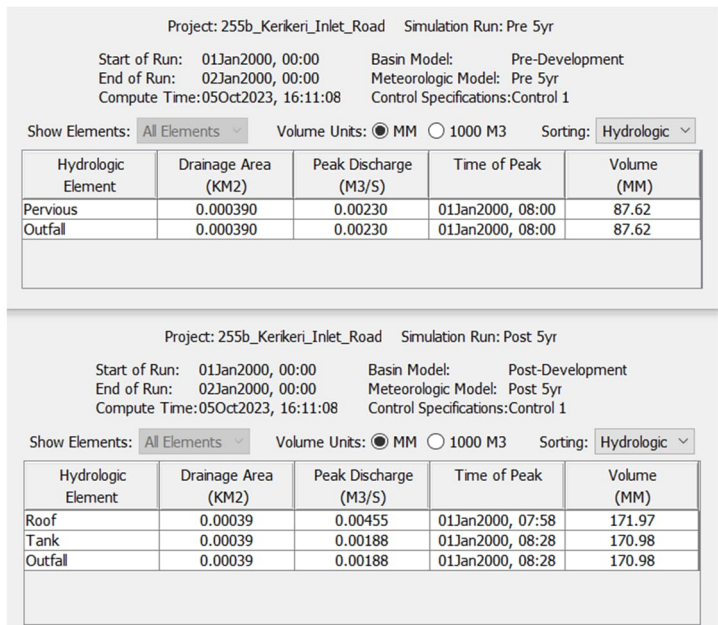 Project: 255b_Kerikeri_Inlet_Road Simulation Run: Pre 5yr
Start of Run: 01Jan2000, 00:00 Basin Model: Pre-Development
End of Run: 02Jan2000, 00:00 Meteorologic Model: Pre 5yr
Compute Time:05Oct2023, 16:11:08 Control Specifications:Control 1
Show Elements: All Elements Volume Units: MM 1000 M3 Sorting: Hydrologic
Hydrologic Element Drainage Area (KM2) Peak Discharge (M3/S) Time of Peak Volume (MM)
Pervious 0.000390 0.00230 01Jan2000, 08:00 87.62
Outfall 0.000390 0.00230 01Jan2000, 08:00 87.62
Project: 255b_Kerikeri_Inlet_Road Simulation Run: Post 5yr
Start of Run: 01Jan2000, 00:00 Basin Model: Post-Development
End of Run: 02Jan2000, 00:00 Meteorologic Model: Post 5yr
Compute Time:05Oct2023, 16:11:08 Control Specifications:Control 1
Show Elements: All Elements Volume Units: MM 1000 M3 Sorting: Hydrologic
Hydrologic Element Drainage Area (KM2) Peak Discharge (M3/S) Time of Peak Volume (MM)
Roof 0.00039 0.00455 01Jan2000, 07:58 171.97
Tank 0.00039 0.00188 01Jan2000, 08:28 170.98
Outfall 0.00039 0.00188 01Jan2000, 08:28 170.98